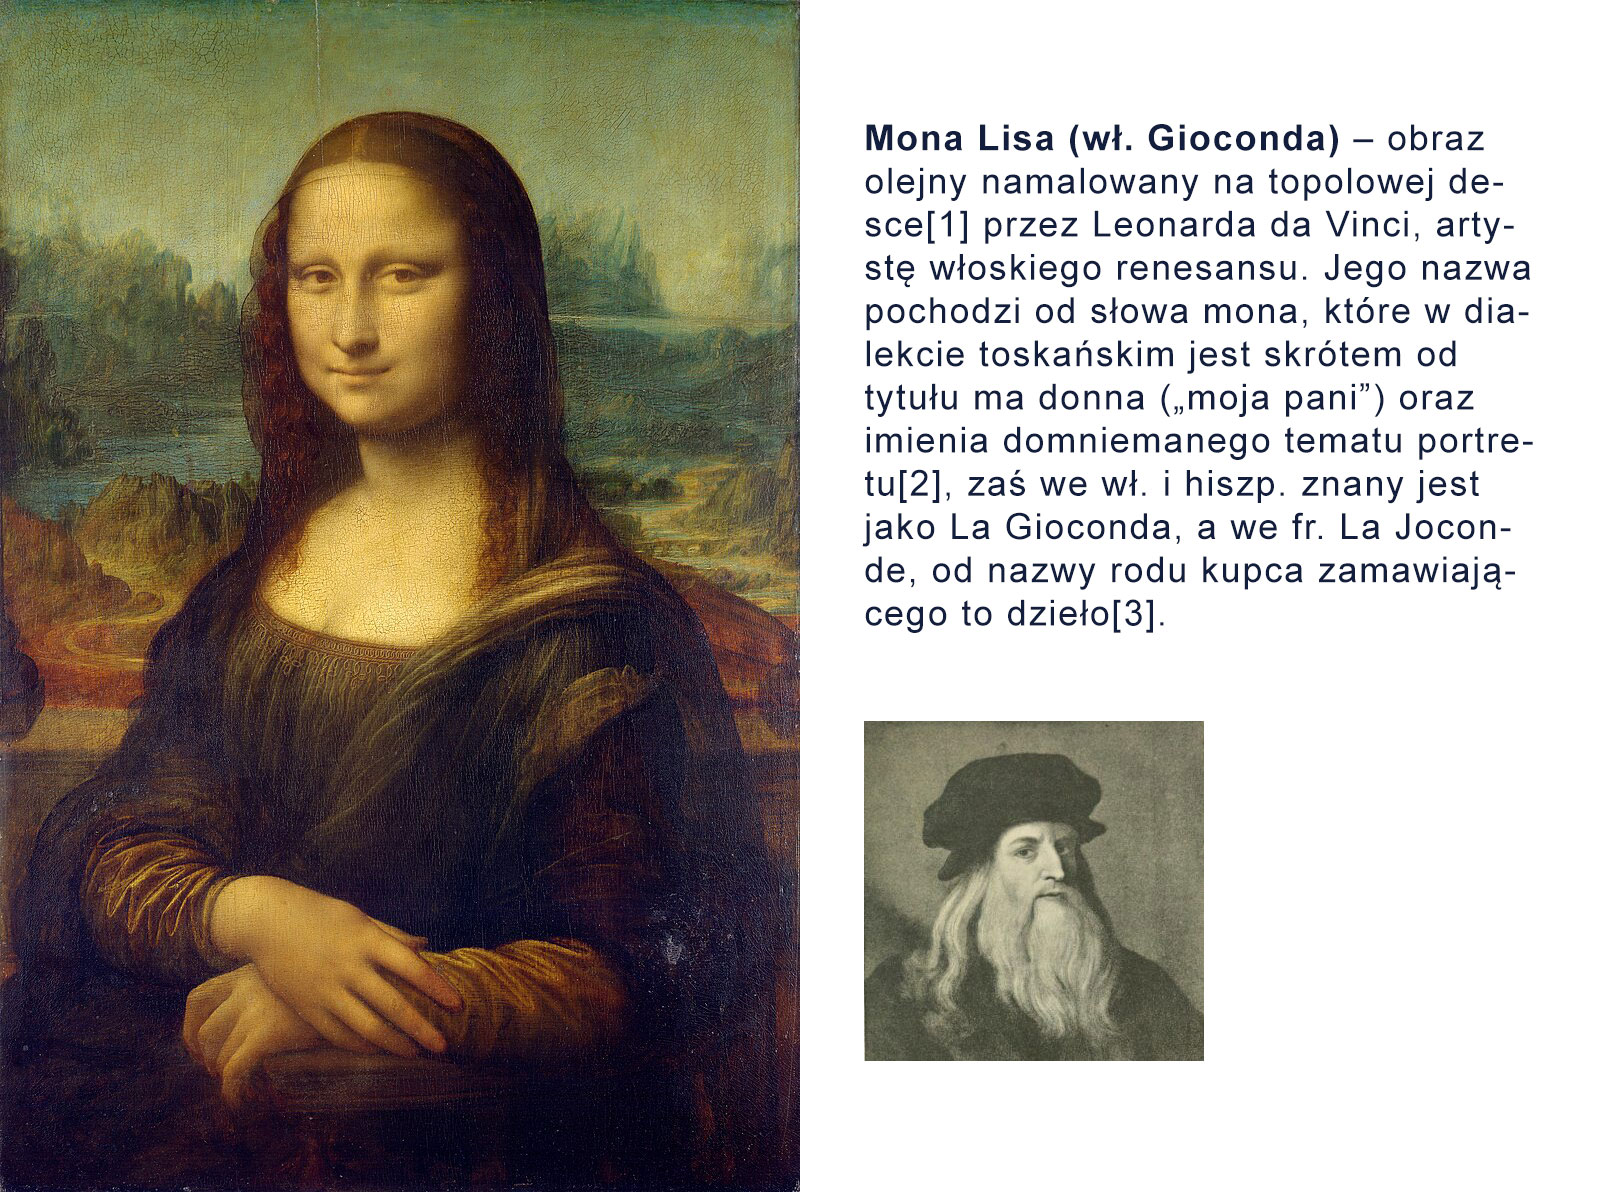 Mona Lisa (wł. Gioconda) – obraz
olejny namalowany na topolowej de-
sce[1] przez Leonarda da Vinci, arty-
stę włoskiego renesansu. Jego nazwa
pochodzi od słowa mona, które w dia-
lekcie toskańskim jest skrótem od
tytułu ma donna („moja pani”) oraz
imienia domniemanego tematu portre-
tu[2], zaś we wł. i hiszp. znany jest
jako La Gioconda, a we fr. La Jocon-
de, od nazwy rodu kupca zamawiają-
cego to dzieło[3].